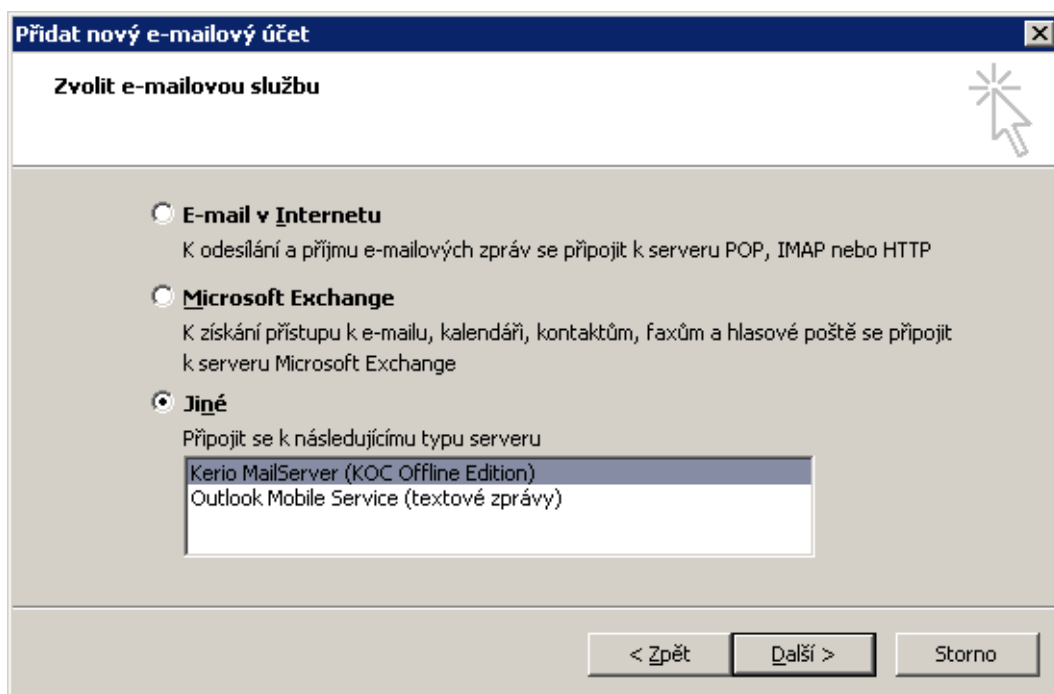 Přidat nový e-mailový účet
Zvolit e-mailovou službu
E-mail v Internetu
K odesílání a příjmu e-mailových zpráv se připojit k serveru POP, IMAP nebo HTTP
Microsoft Exchange
K získání přístupu k e-mailu, kalendáři, kontaktům, faxům a hlasové poště se připojit
k serveru Microsoft Exchange
Jiné
Připojit se k následujícímu typu serveru
Kerio MailServer (KOC Offline Edition)
Outlook Mobile Service (textové zprávy)
< Zpět Další > Storno